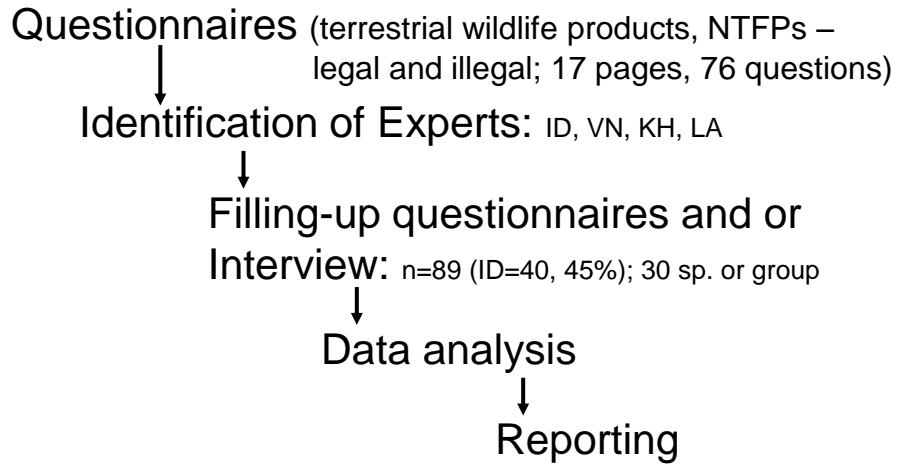 Questionnaires (terrestrial wildlife products, NTFPs –
legal and illegal; 17 pages, 76 questions)
Identification of Experts: ID, VN, KH, LA
Filling-up questionnaires and or
Interview: n=89 (ID=40, 45%); 30 sp. or group
Data analysis
Reporting